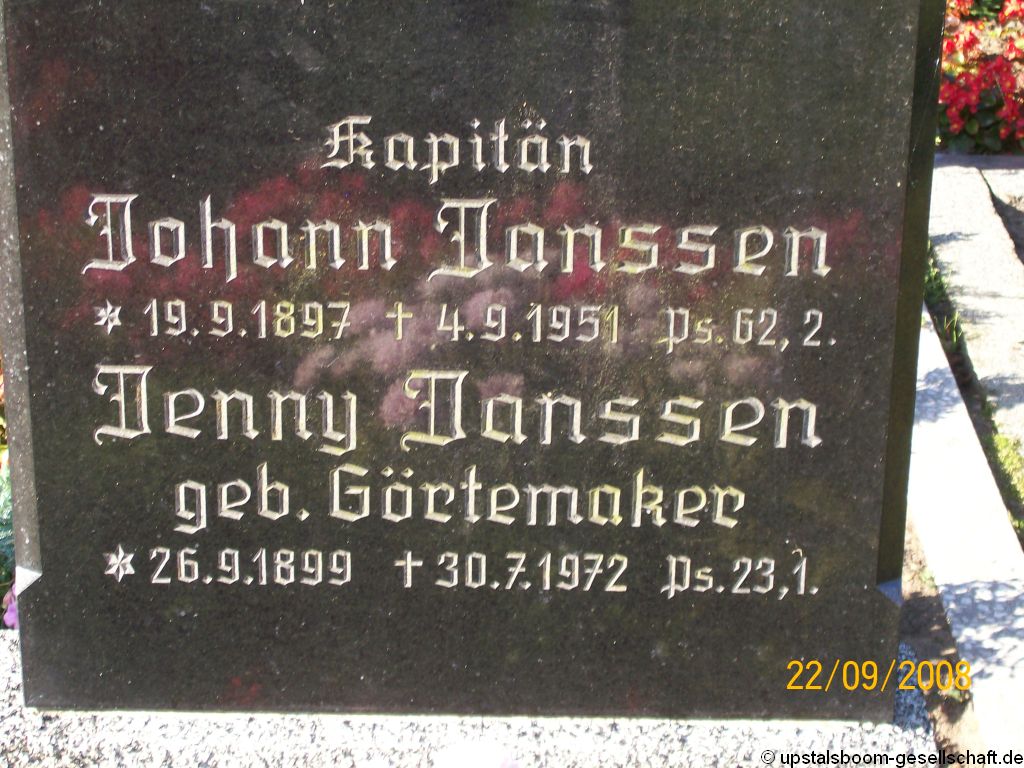 Kapitän
Johann Janssen
* 19.9.1897 † 4.9.1951 Ps. 62, 2.
Jenny Janssen
geb. Görtemaker
* 26.9.1899 † 30.7.1972 Ps. 23, 1.
22/09/2008
© upstalsboom-gesellschaft.de